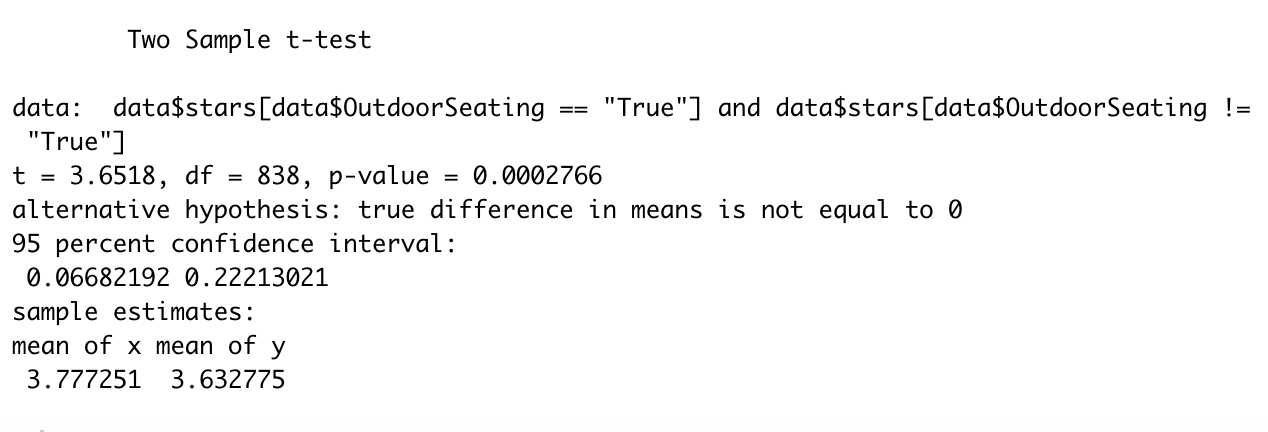 Two Sample t-test
data:  data$stars[data$OutdoorSeating == "True"] and data$stars[data$OutdoorSeating !=
"True"]
t = 3.6518, df = 838, p-value = 0.0002766
alternative hypothesis: true difference in means is not equal to 0
95 percent confidence interval:
0.06682192 0.22213021
sample estimates:
mean of x mean of y
3.777251  3.632775